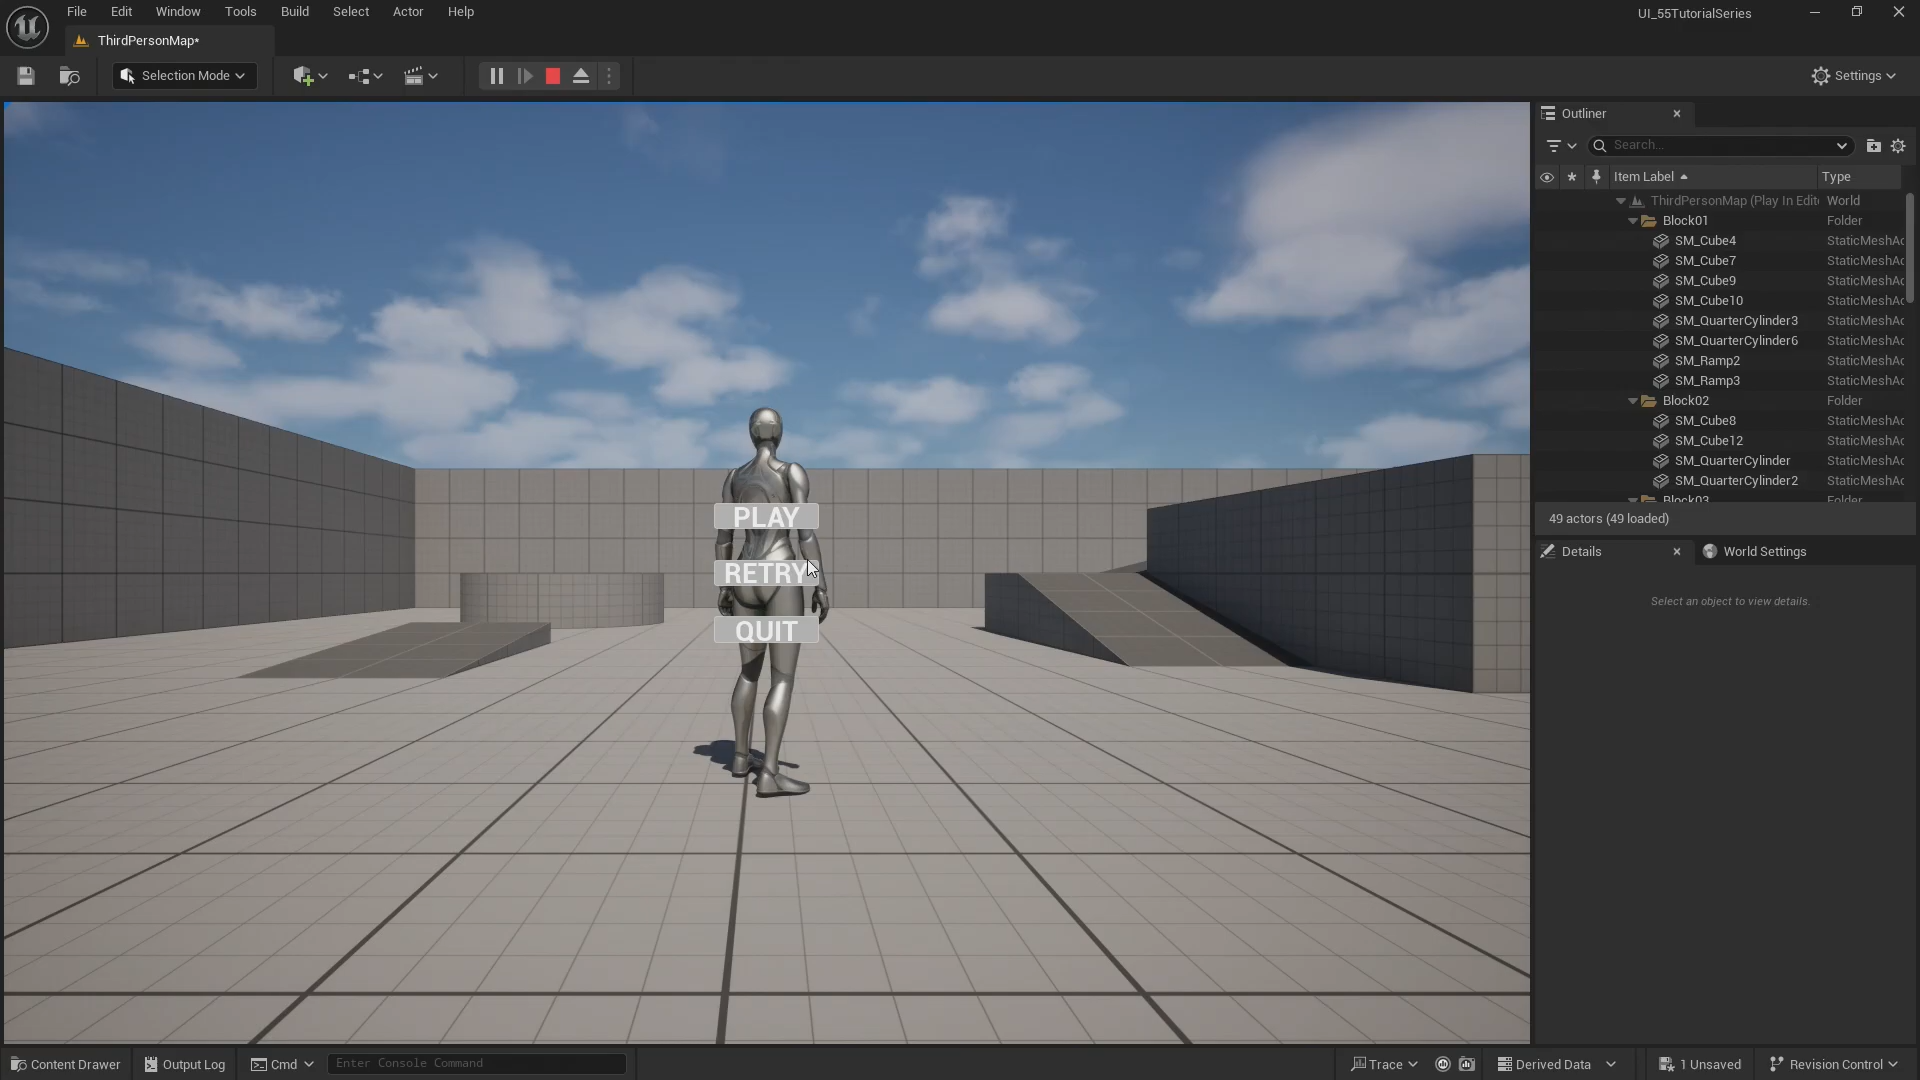 File Edit Window Tools Build Select Actor Help
UI_55TutorialSeries
ThirdPersonMap*
Selection Mode
Settings
Outliner
Search...
Item Label Type
ThirdPersonMap (Play In Edit World
Block01 Folder
SM_Cube4 StaticMeshAc
SM_Cube7 StaticMeshAc
SM_Cube9 StaticMeshAc
SM_Cube10 StaticMeshAc
SM_QuarterCylinder3 StaticMeshAc
SM_QuarterCylinder6 StaticMeshAc
SM_Ramp2 StaticMeshAc
SM_Ramp3 StaticMeshAc
Block02 Folder
SM_Cube8 StaticMeshAc
SM_Cube12 StaticMeshAc
SM_QuarterCylinder StaticMeshAc
SM_QuarterCylinder2 StaticMeshAc
Block03 Folder
49 actors (49 loaded)
Details World Settings
Select an object to view details.
PLAY
RETRY
QUIT
Content Drawer Output Log Cmd Enter Console Command Trace Derived Data 1 Unsaved Revision Control